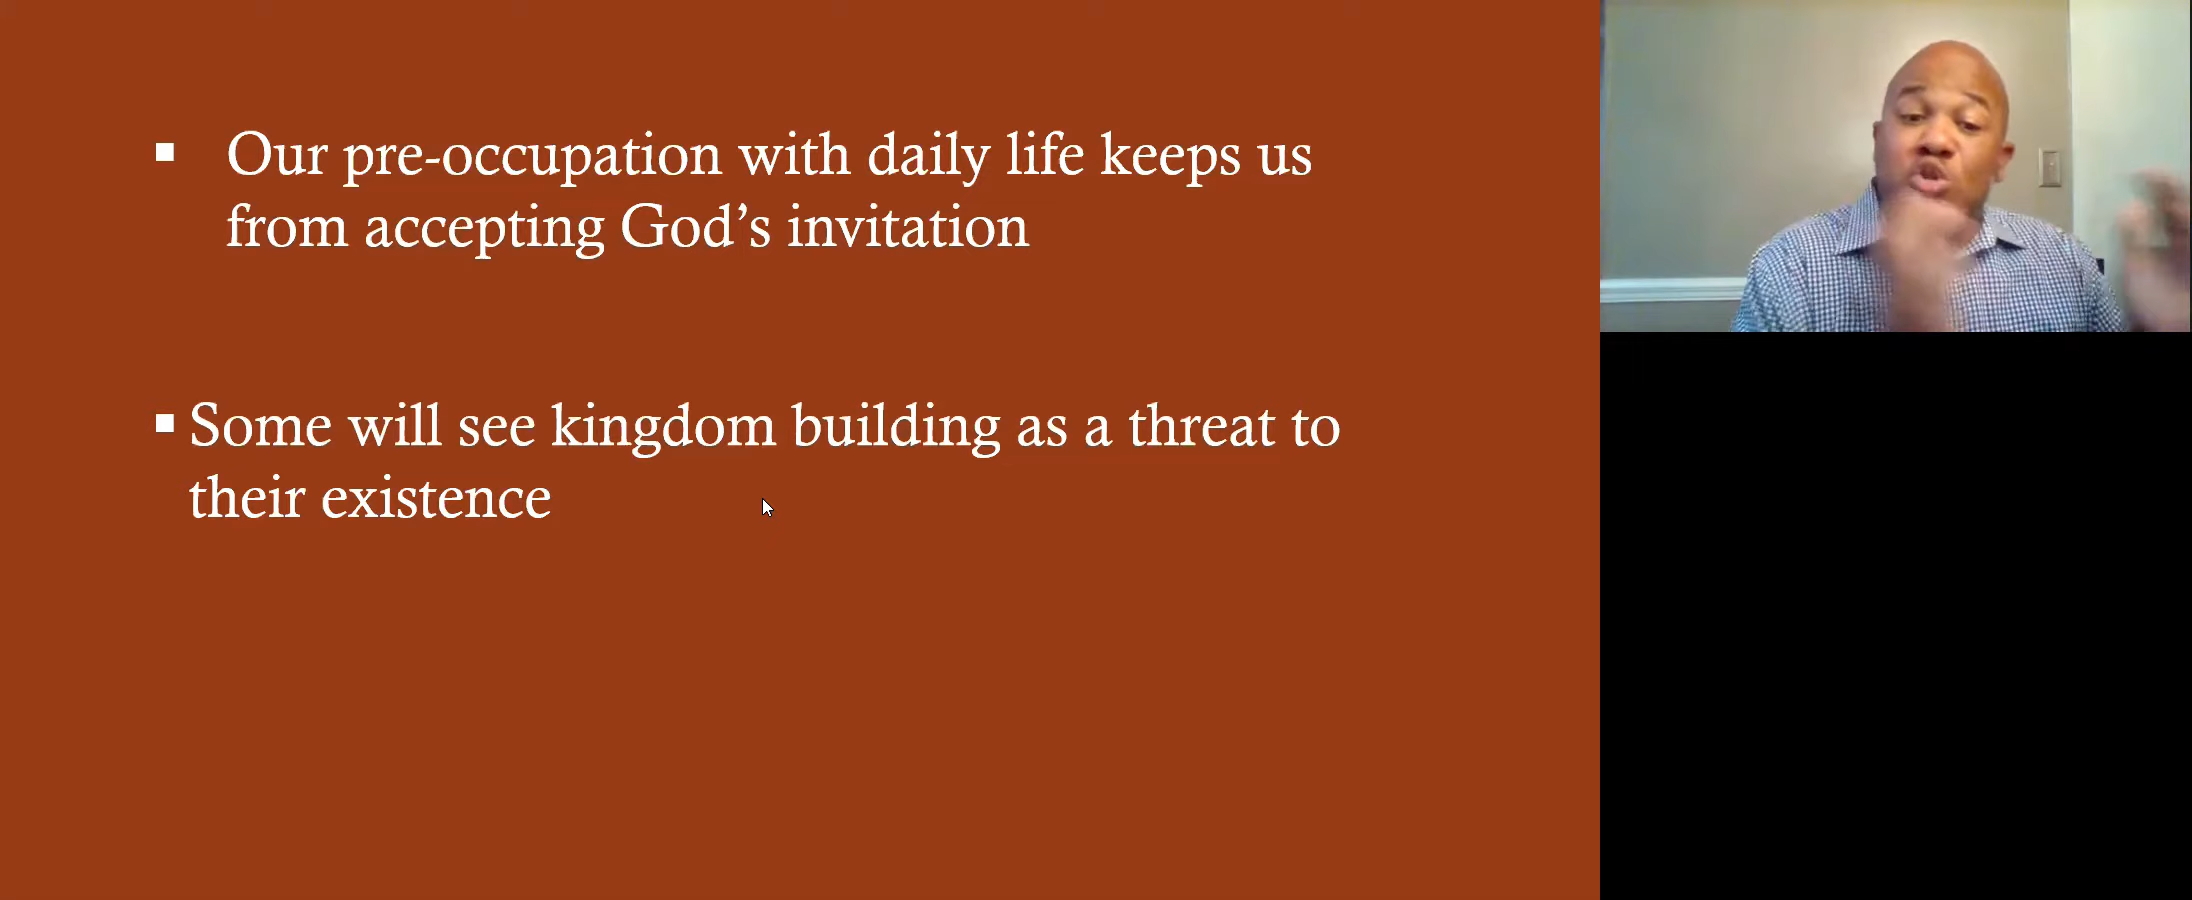 ▪ Our pre-occupation with daily life keeps us
from accepting God’s invitation
▪ Some will see kingdom building as a threat to
their existence